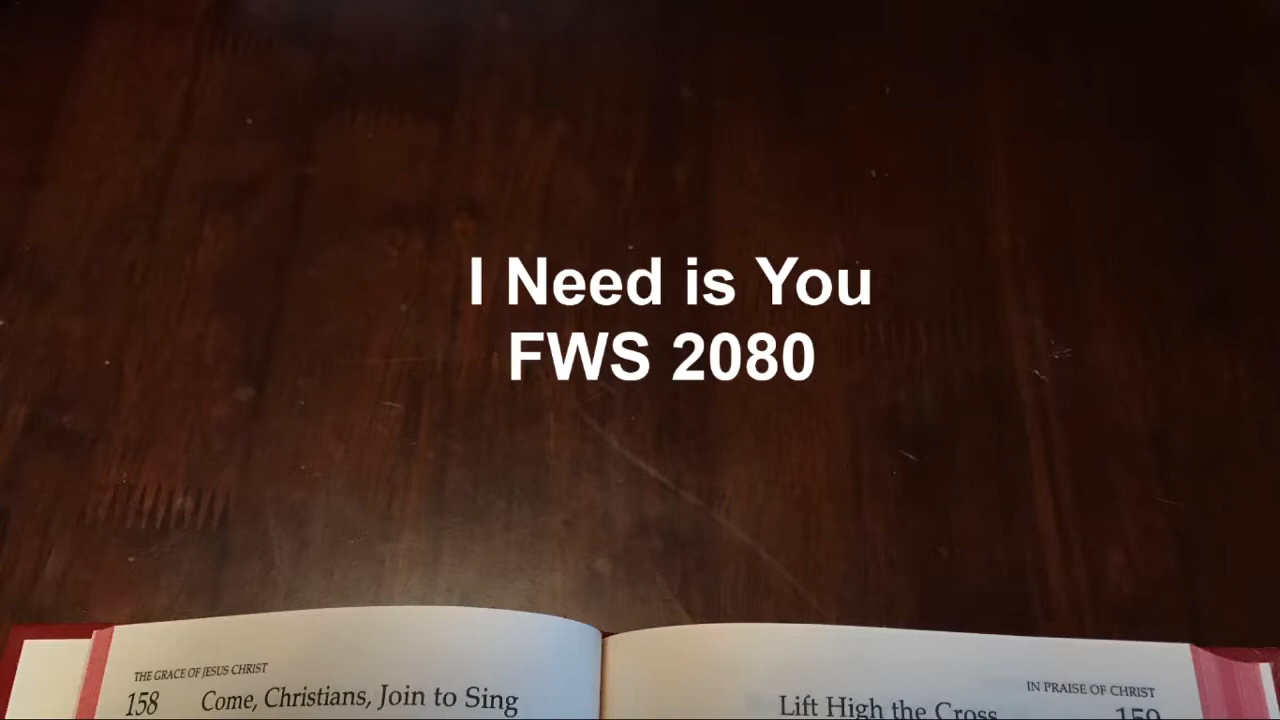 I Need is You
FWS 2080
THE GRACE OF JESUS CHRIST
158 Come, Christians, Join to Sing
IN PRAISE OF CHRIST
Lift High the Cross 159